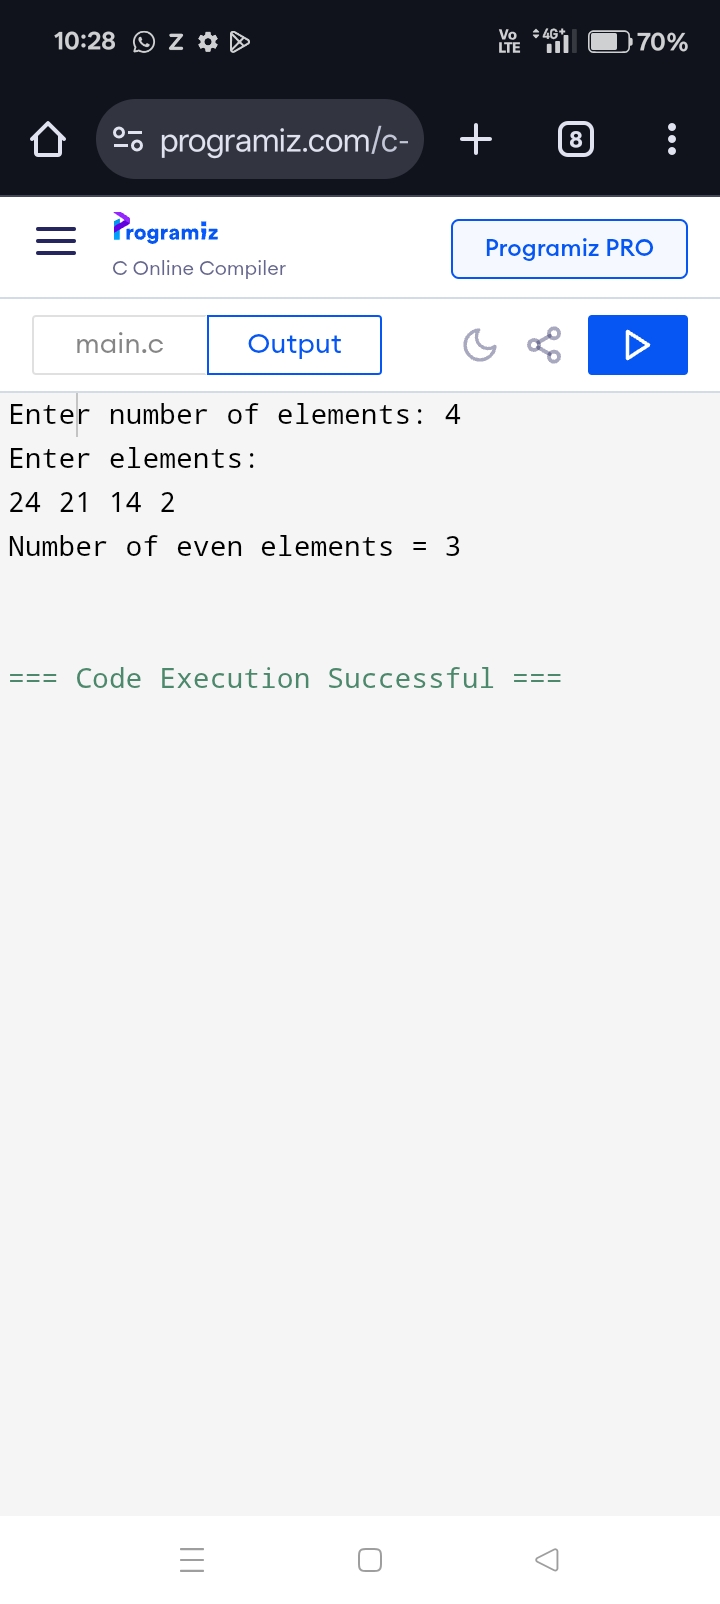 10:28 Z Vo LTE 4G+ 70%
programiz.com/c- 8
Programiz
C Online Compiler
Programiz PRO
main.c Output
Enter number of elements: 4
Enter elements:
24 21 14 2
Number of even elements = 3
=== Code Execution Successful ===